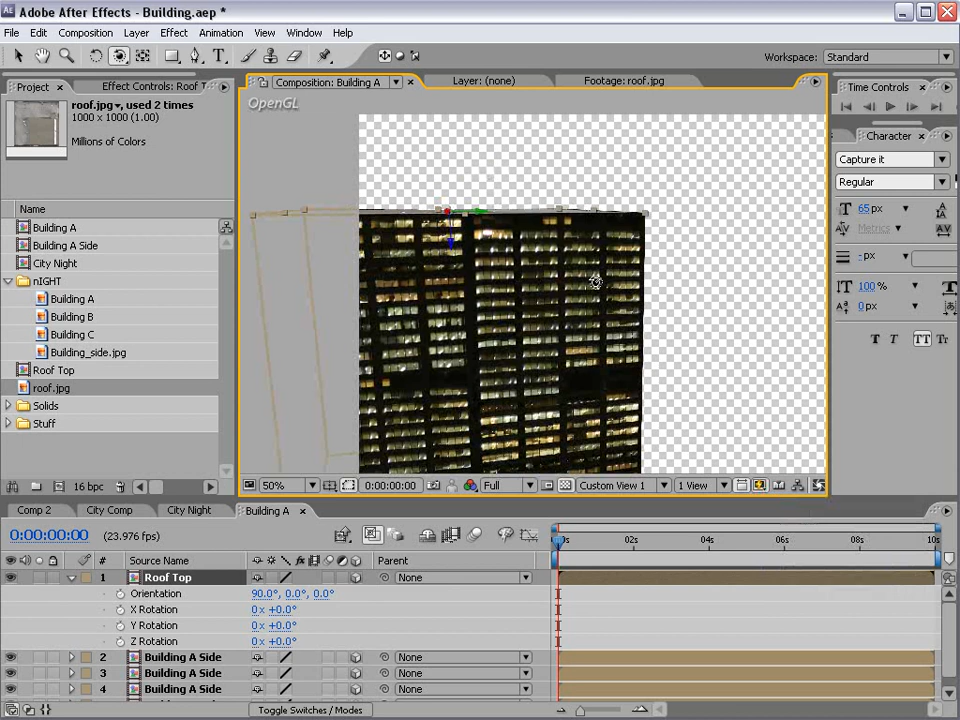 Adobe After Effects - Building.aep *
File Edit Composition Layer Effect Animation View Window Help
Workspace: Standard
Project × Effect Controls: Roof T
Composition: Building A
Layer: (none)
Footage: roof.jpg
Time Controls ×
roof.jpg, used 2 times
1000 x 1000 (1.00)
Millions of Colors
OpenGL
Character ×
Capture it
Regular
65 px
Metrics
- px
100 %
0 px
Name
Building A
Building A Side
City Night
nIGHT
Building A
Building B
Building C
Building_side.jpg
Roof Top
roof.jpg
Solids
Stuff
16 bpc
50% 0:00:00:00 Full Custom View 1 1 View
Comp 2 City Comp City Night Building A ×
0:00:00:00 (23.976 fps)
0s 02s 04s 06s 08s 10s
# Source Name Parent
1 Roof Top None
Orientation 90.0°, 0.0°, 0.0°
X Rotation 0 x +0.0°
Y Rotation 0 x +0.0°
Z Rotation 0 x +0.0°
2 Building A Side None
3 Building A Side None
4 Building A Side None
Toggle Switches / Modes